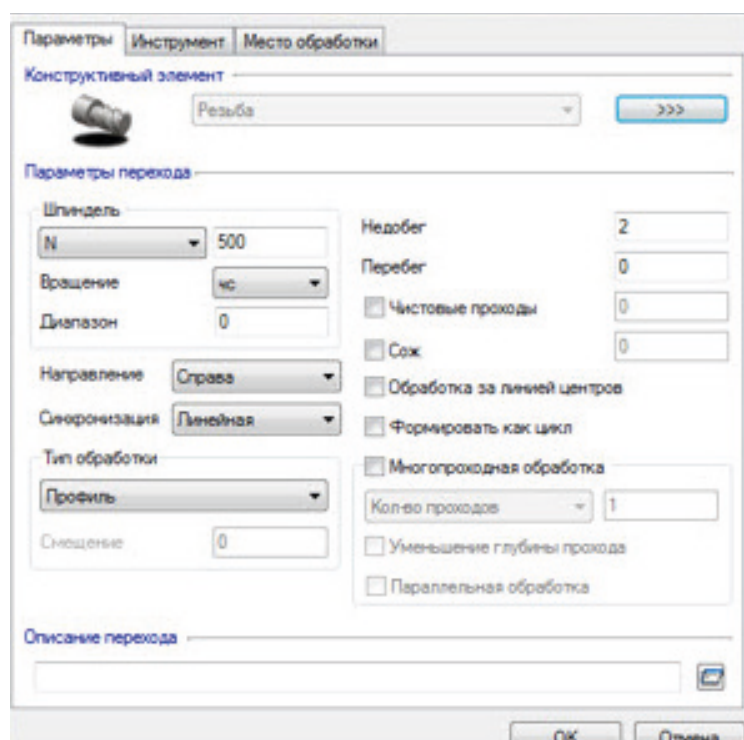 Параметры Инструмент Место обработки
Конструктивный элемент
Резьба >>>
Параметры перехода
Шпиндель
N 500
Вращение чс
Диапазон 0
Направление Справа
Синхронизация Линейная
Тип обработки
Профиль
Смещение 0
Недобег 2
Перебег 0
Чистовые проходы 0
Сож 0
Обработка за линией центров
Формировать как цикл
Многопроходная обработка
Кол-во проходов 1
Уменьшение глубины прохода
Параллельная обработка
Описание перехода
OK Отмена